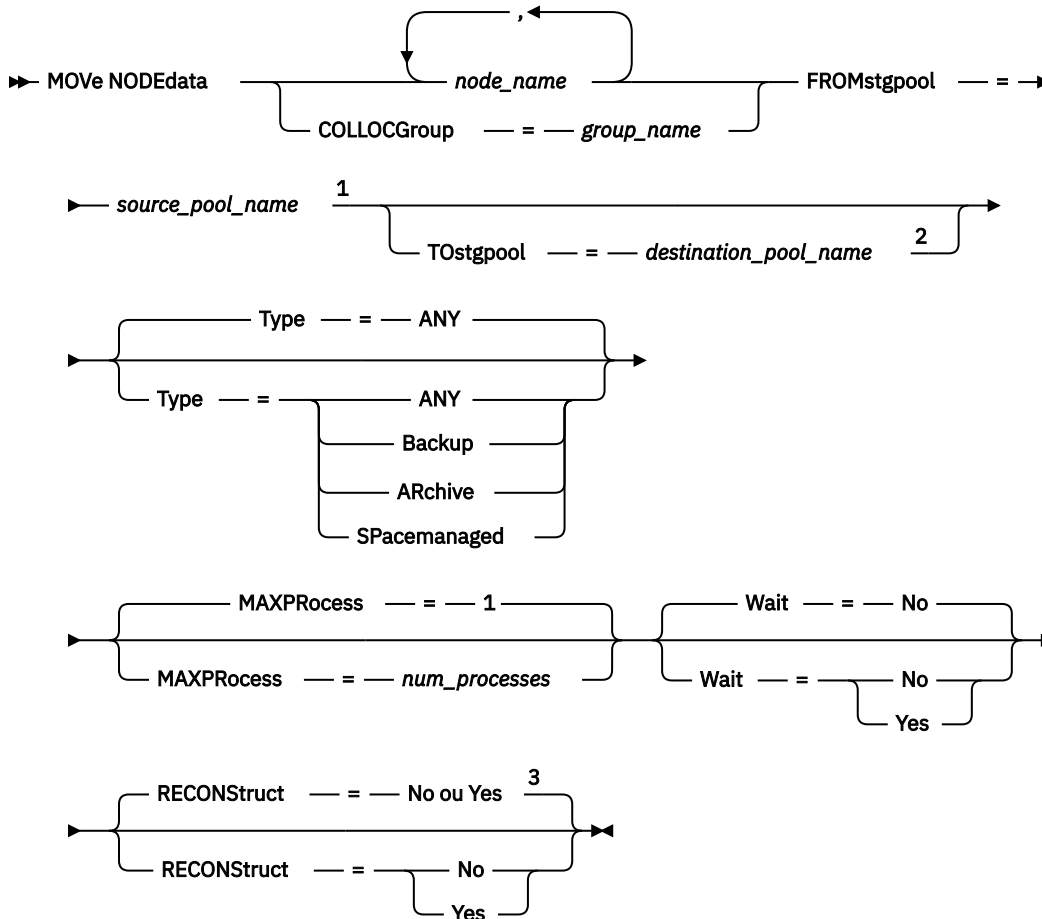 ,
MOVe NODEdata node_name FROMstgpool =
COLLOCGroup = group_name
source_pool_name 1
TOstgpool = destination_pool_name 2
Type = ANY
Type = ANY
Backup
ARchive
SPacemanaged
MAXPRocess = 1 Wait = No
MAXPRocess = num_processes Wait = No
Yes
RECONStruct = No ou Yes 3
RECONStruct = No
Yes